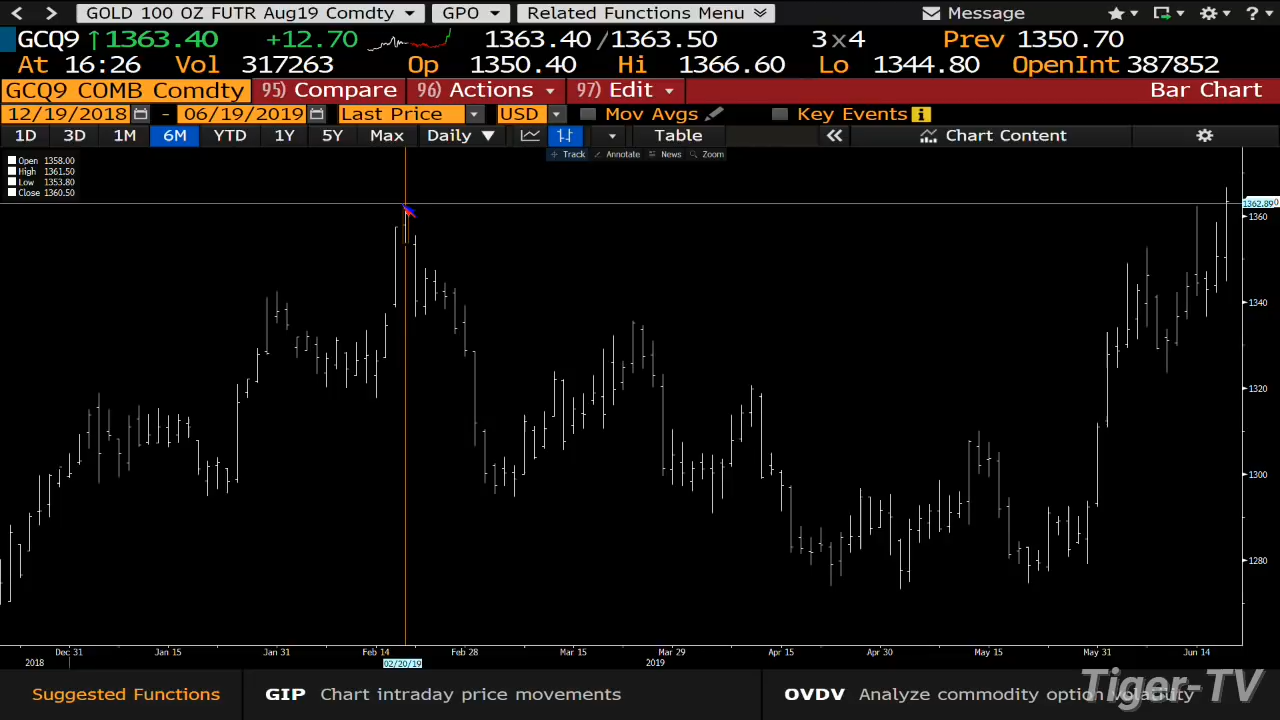 GOLD 100 OZ FUTR Aug19 Comdty GPO Related Functions Menu Message ?
GCQ9 ↑1363.40 +12.70 1363.40/1363.50 3x4 Prev 1350.70
At 16:26 Vol 317263 Op 1350.40 Hi 1366.60 Lo 1344.80 OpenInt 387852
GCQ9 COMB Comdty 95) Compare 96) Actions 97) Edit Bar Chart
12/19/2018 - 06/19/2019 Last Price USD Mov Avgs Key Events i
1D 3D 1M 6M YTD 1Y 5Y Max Daily Table Chart Content
Track Annotate News Zoom
Open 1358.00
High 1361.50
Low 1353.80
Close 1360.50
1362.890
1360
1340
1320
1300
1280
Dec 31 Jan 15 Jan 31 Feb 14 Feb 28 Mar 15 Mar 29 Apr 15 Apr 30 May 15 May 31 Jun 14
2018 02/20/19 2019
Suggested Functions GIP Chart intraday price movements OVDV Analyze commodity option volatility
Tiger-TV